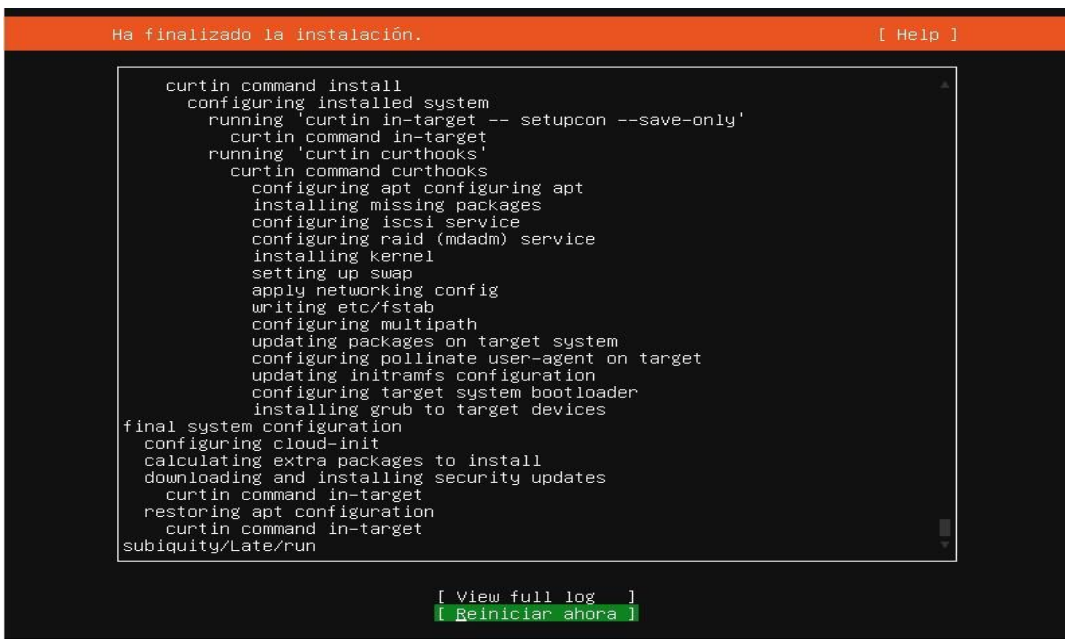 Ha finalizado la instalación.
[ Help ]
curtin command install
configuring installed system
running 'curtin in-target -- setupcon --save-only'
curtin command in-target
running 'curtin curthooks'
curtin command curthooks
configuring apt configuring apt
installing missing packages
configuring iscsi service
configuring raid (mdadm) service
installing kernel
setting up swap
apply networking config
writing etc/fstab
configuring multipath
updating packages on target system
configuring pollinate user-agent on target
updating initramfs configuration
configuring target system bootloader
installing grub to target devices
final system configuration
configuring cloud-init
calculating extra packages to install
downloading and installing security updates
curtin command in-target
restoring apt configuration
curtin command in-target
subiquity/Late/run
[ View full log ]
[ Reiniciar ahora ]